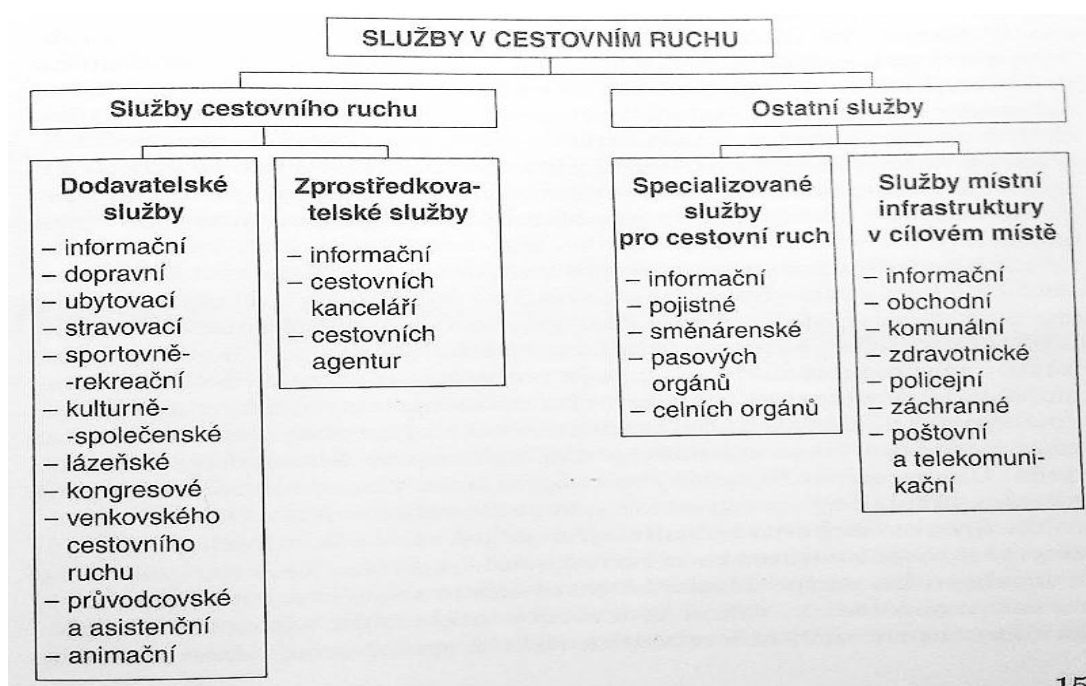 SLUŽBY V CESTOVNÍM RUCHU
Služby cestovního ruchu
Ostatní služby
Dodavatelské
služby
– informační
– dopravní
– ubytovací
– stravovací
– sportovně-
-rekreační
– kulturně-
-společenské
– lázeňské
– kongresové
– venkovského
cestovního
ruchu
– průvodcovské
a asistenční
– animační
Zprostředkova-
telské služby
– informační
– cestovních
kanceláří
– cestovních
agentur
Specializované
služby
pro cestovní ruch
– informační
– pojistné
– směnárenské
– pasových
orgánů
– celních orgánů
Služby místní
infrastruktury
v cílovém místě
– informační
– obchodní
– komunální
– zdravotnické
– policejní
– záchranné
– poštovní
a telekomuni-
kační
15